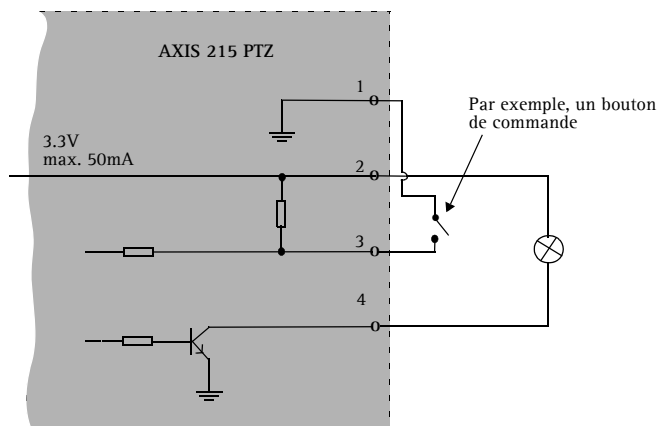 AXIS 215 PTZ
1
Par exemple, un bouton
de commande
3.3V
max. 50mA
2
3
4